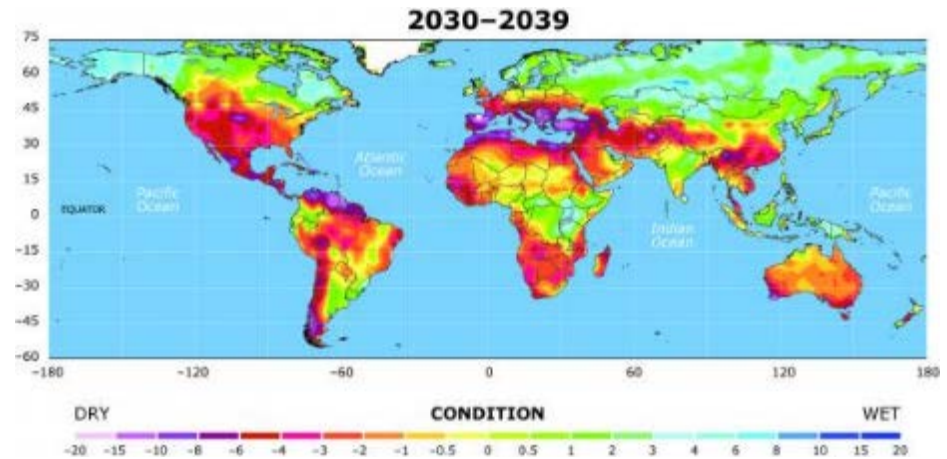 2030–2039
75
60
45
30
15
0
-15
-30
-45
-60
Atlantic
Ocean
Pacific
Ocean
EQUATOR
Indian
Ocean
Pacific
Ocean
-180 -120 -60 0 60 120 180
DRY CONDITION WET
-20 -15 -10 -8 -6 -4 -3 -2 -1 -0.5 0 0.5 1 2 3 4 6 8 10 15 20